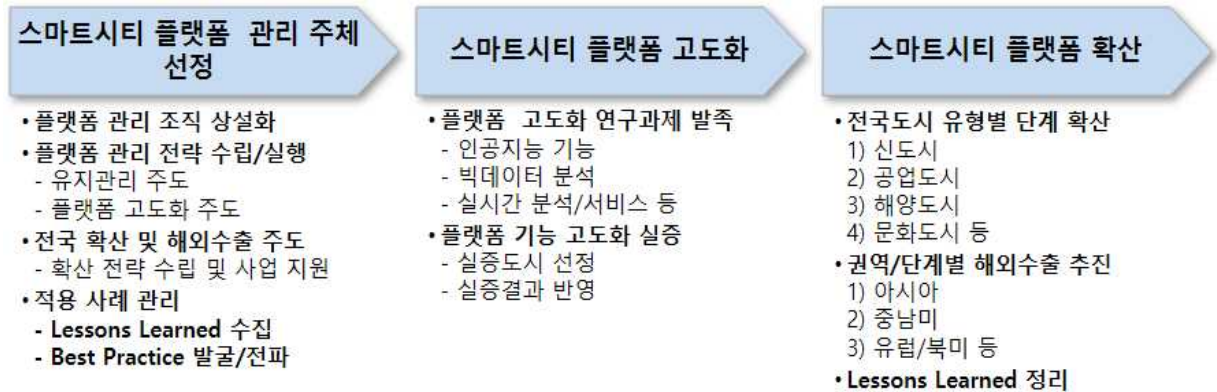 스마트시티 플랫폼 관리 주체
선정
• 플랫폼 관리 조직 상설화
• 플랫폼 관리 전략 수립/실행
- 유지관리 주도
- 플랫폼 고도화 주도
• 전국 확산 및 해외수출 주도
- 확산 전략 수립 및 사업 지원
• 적용 사례 관리
- Lessons Learned 수집
- Best Practice 발굴/전파
스마트시티 플랫폼 고도화
• 플랫폼 고도화 연구과제 발족
- 인공지능 기능
- 빅데이터 분석
- 실시간 분석/서비스 등
• 플랫폼 기능 고도화 실증
- 실증도시 선정
- 실증결과 반영
스마트시티 플랫폼 확산
• 전국도시 유형별 단계 확산
1) 신도시
2) 공업도시
3) 해양도시
4) 문화도시 등
• 권역/단계별 해외수출 추진
1) 아시아
2) 중남미
3) 유럽/북미 등
• Lessons Learned 정리